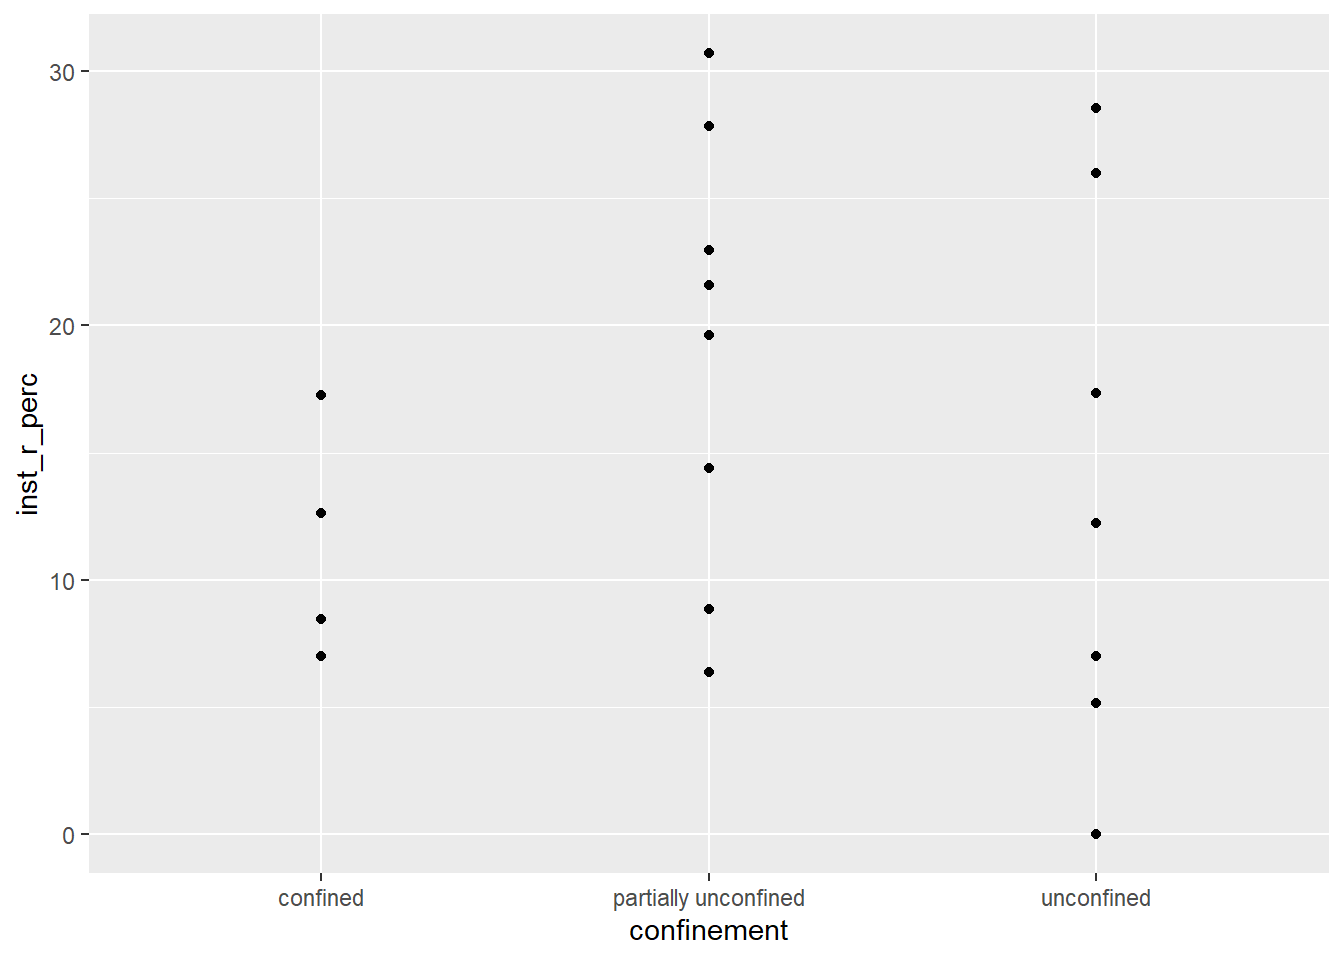 30
20
10
0
inst_r_perc
confined
partially unconfined
unconfined
confinement